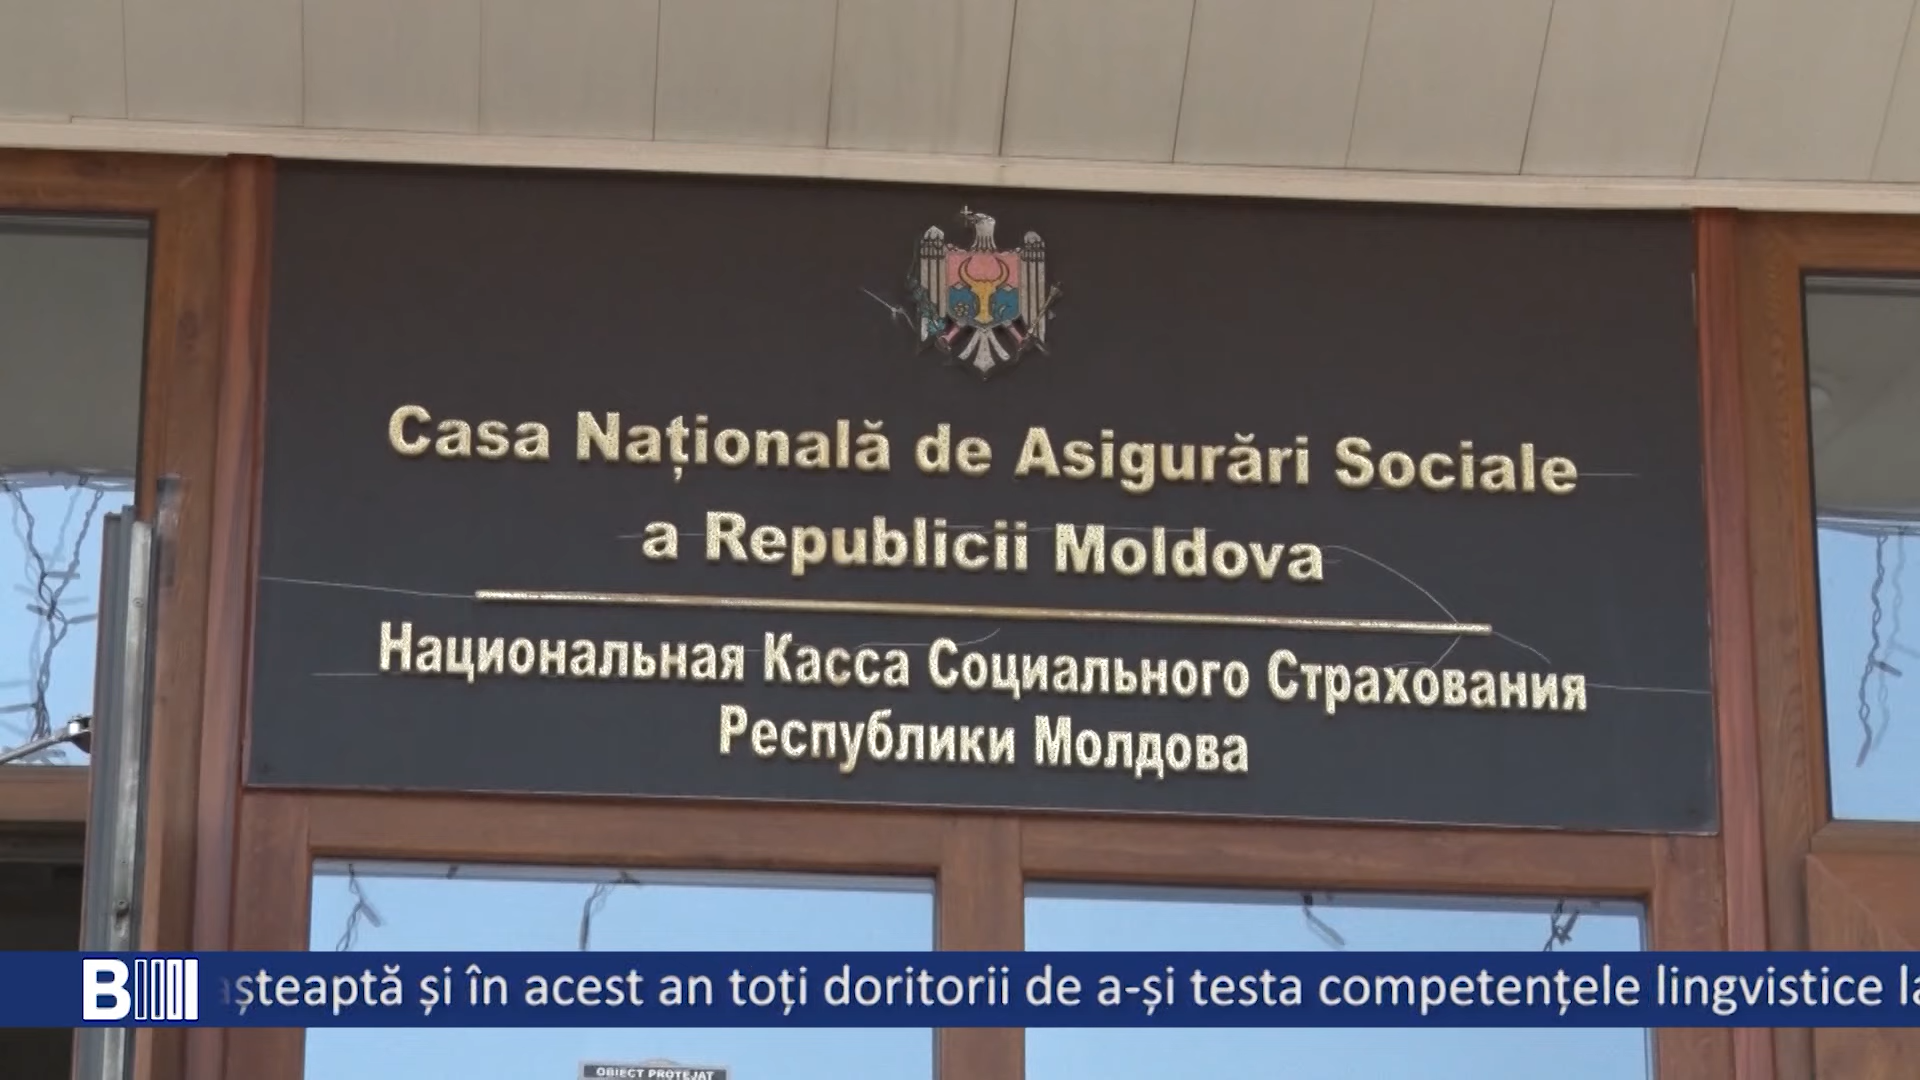 Casa Națională de Asigurări Sociale
a Republicii Moldova
Национальная Касса Социального Страхования
Республики Молдова
B așteaptă și în acest an toți doritorii de a-și testa competențele lingvistice la
OBIECT PROTEJAT